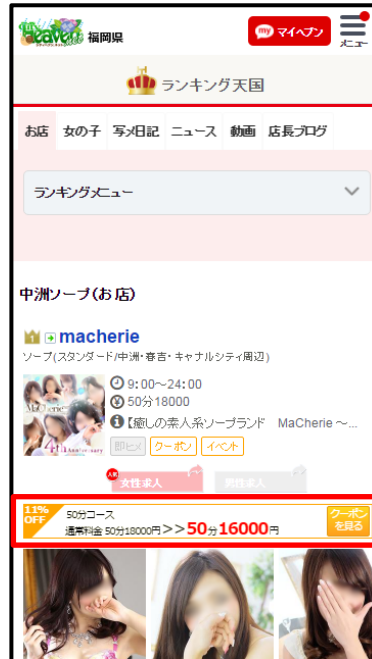 Heaven 福岡県
my マイヘブン
メニュー
ランキング天国
お店 女の子 写メ日記 ニュース 動画 店長ブログ
ランキングメニュー
中洲ソープ(お店)
1 macherie
ソープ(スタンダード/中洲・春吉・キャナルシティ周辺)
9:00～24:00
50分18000
【癒しの素人系ソープランド MaCherie ～...
MaCherie
4th Anniversary
即ヒメ クーポン イベント
人気 女性求人 男性求人
11% OFF
50分コース
通常料金 50分18000円>>50分16000円
クーポンを見る